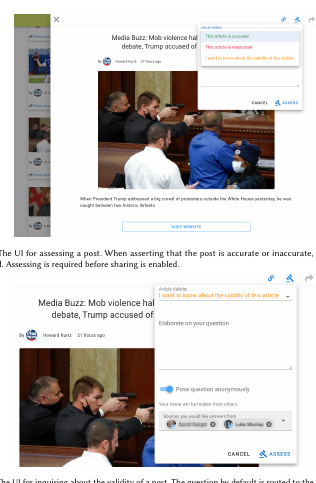 Article Validity
This article is accurate
This article is inaccurate
I want to know about the validity of this article
Media Buzz: Mob violence hal
debate, Trump accused of
By Howard Kurtz 21 hours ago
CANCEL ASSESS
When President Trump addressed a big crowd of protesters outside the White House yesterday, he was
caught between two historic defeats.
VISIT WEBSITE
The UI for assessing a post. When asserting that the post is accurate or inaccurate,
d. Assessing is required before sharing is enabled.
Article Validity
I want to know about the validity of this article
Media Buzz: Mob violence hal
debate, Trump accused of
Elaborate on your question
By Howard Kurtz 21 hours ago
Pose question anonymously
Your name will be hidden from others.
Sources you would like answers from
CANCEL ASSESS
The UI for inquiring about the validity of a post. The question by default is routed to the